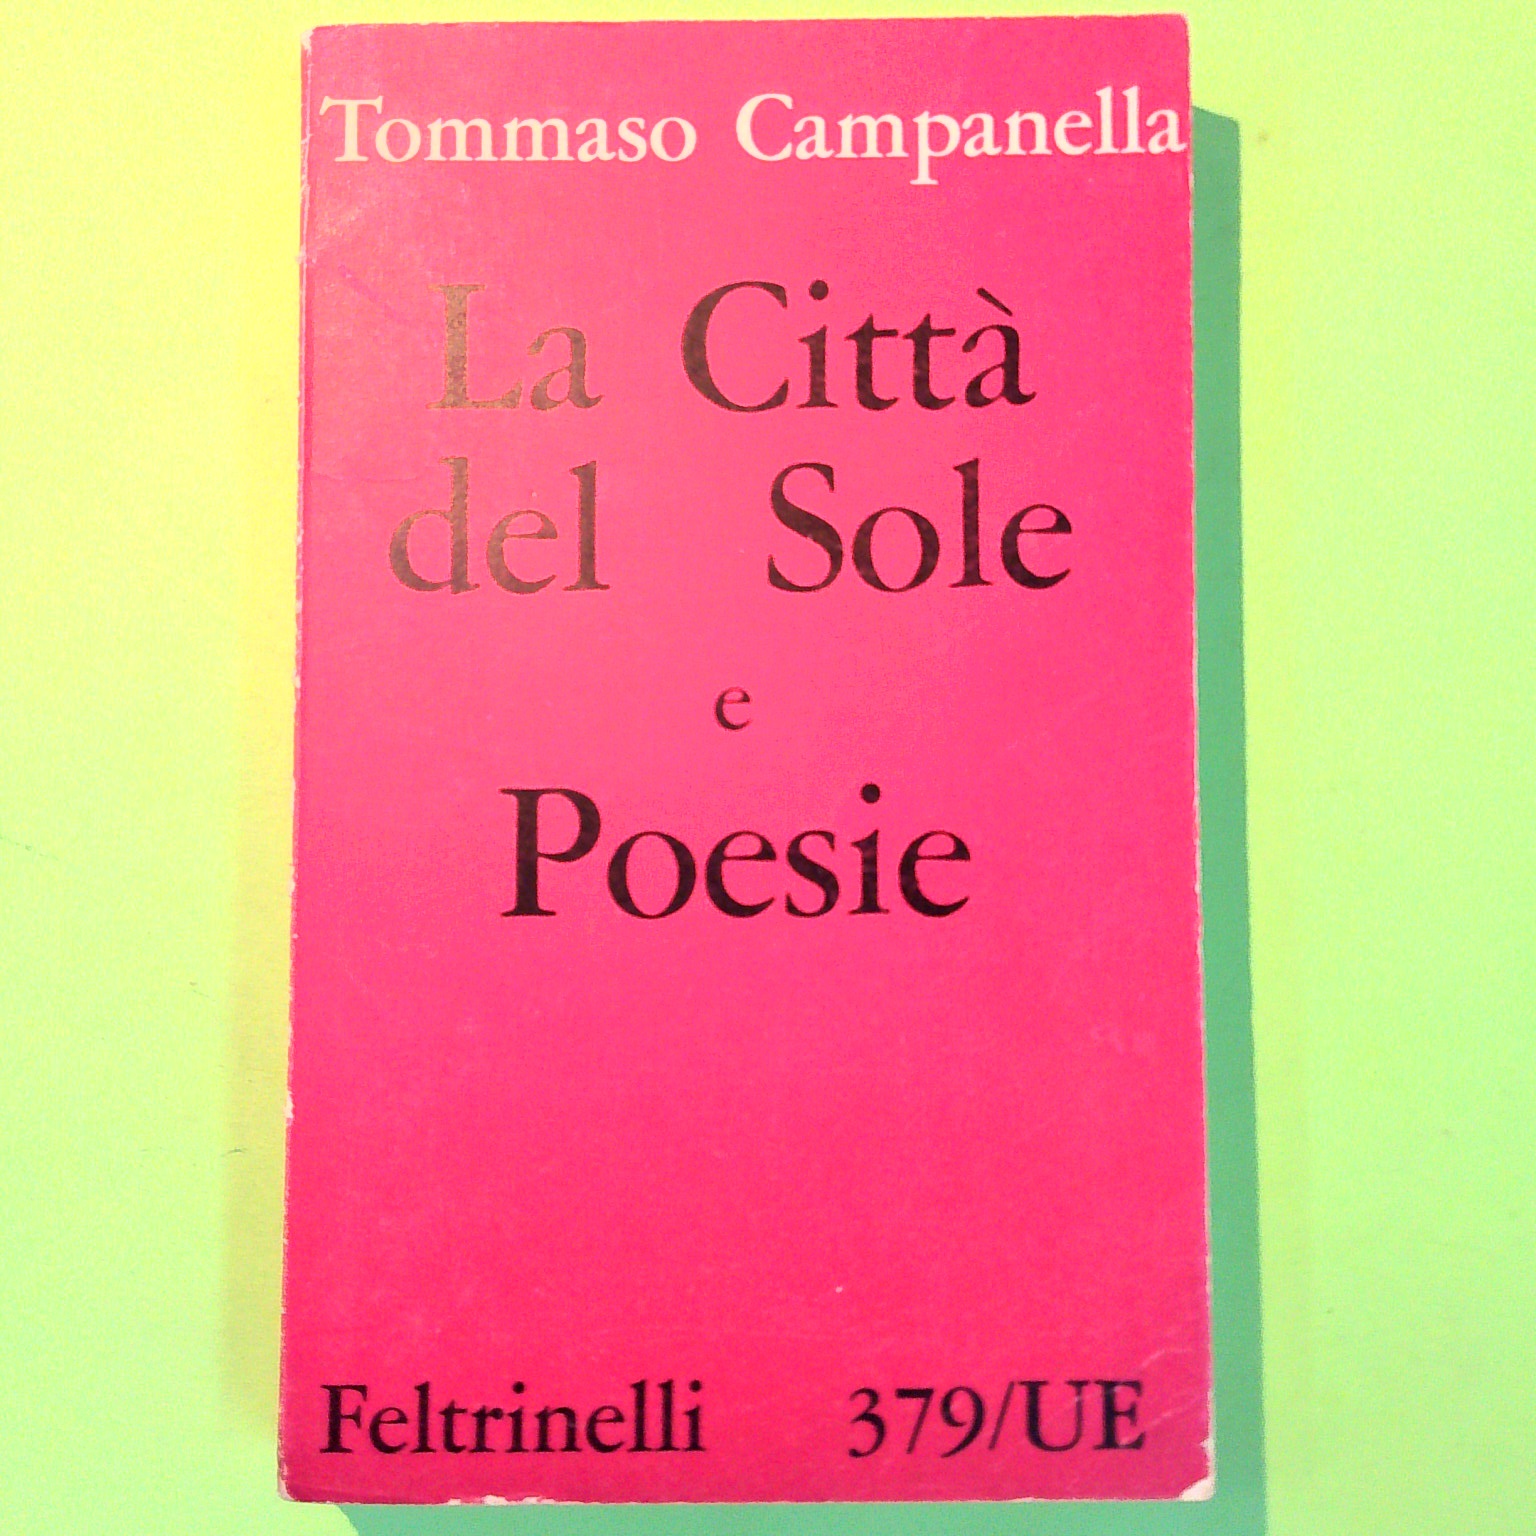 Tommaso Campanella
La Città
del Sole
e
Poesie
Feltrinelli 379/UE